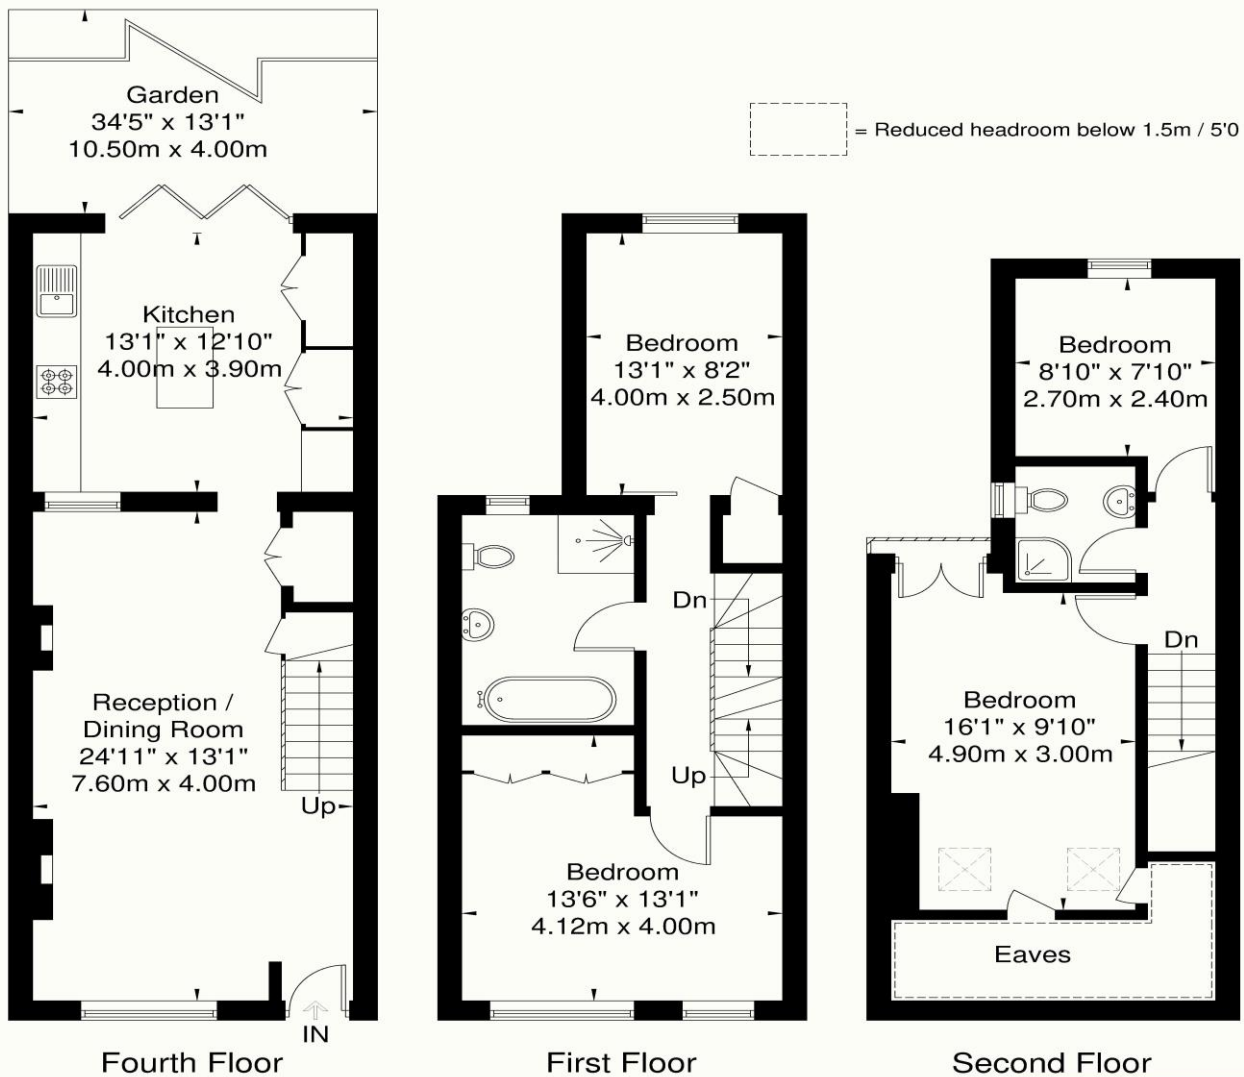 Garden
34'5" x 13'1"
10.50m x 4.00m
= Reduced headroom below 1.5m / 5'0
Kitchen
13'1" x 12'10"
4.00m x 3.90m
Reception /
Dining Room
24'11" x 13'1"
7.60m x 4.00m
Up
IN
Fourth Floor
Bedroom
13'1" x 8'2"
4.00m x 2.50m
Dn
Up
Bedroom
13'6" x 13'1"
4.12m x 4.00m
First Floor
Bedroom
8'10" x 7'10"
2.70m x 2.40m
Dn
Bedroom
16'1" x 9'10"
4.90m x 3.00m
Eaves
Second Floor